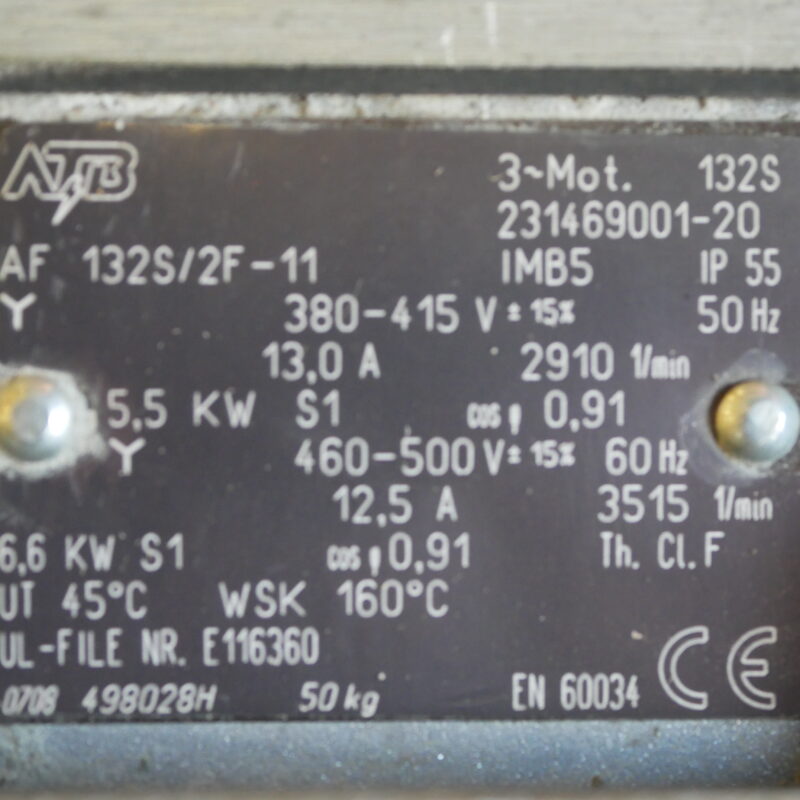 ATB 3~Mot. 132S
231469001-20
AF 132S/2F-11 IMB5 IP 55
Y 380-415 V ± 15% 50 Hz
13,0 A 2910 1/min
5,5 KW S1 cos φ 0,91
Y 460-500 V ± 15% 60 Hz
12,5 A 3515 1/min
6,6 KW S1 cos φ 0,91 Th. Cl. F
UT 45°C WSK 160°C
UL-FILE NR. E116360
0708 498028H 50 kg EN 60034 CE